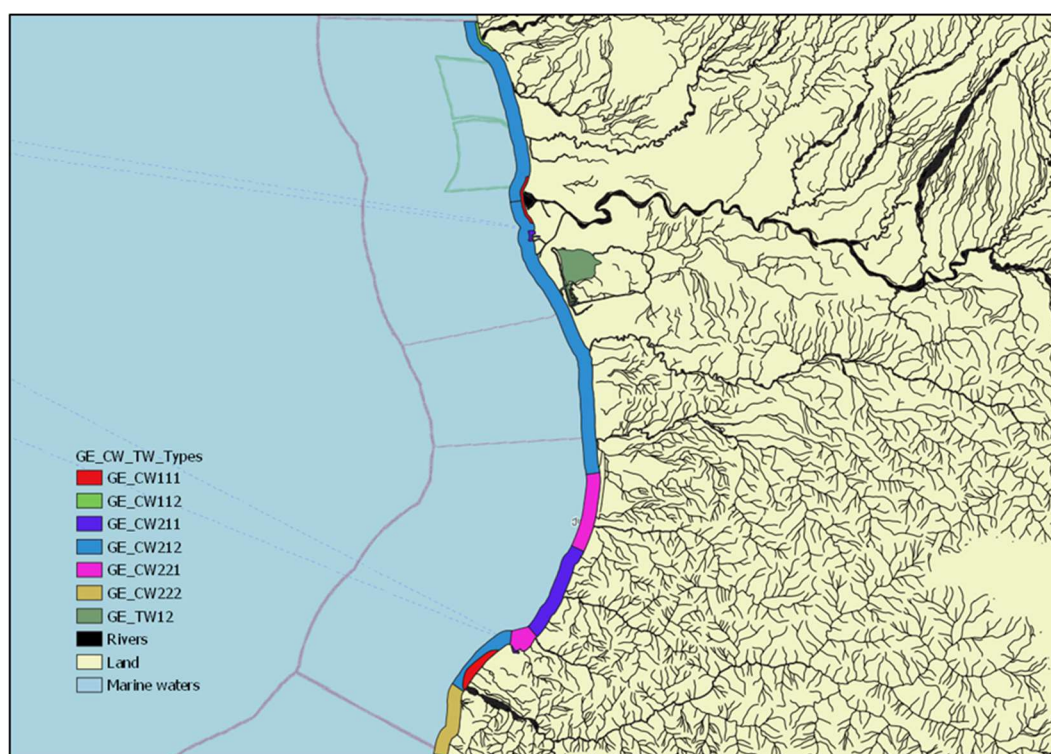 GE_CW_TW_Types
GE_CW111
GE_CW112
GE_CW211
GE_CW212
GE_CW221
GE_CW222
GE_TW12
Rivers
Land
Marine waters